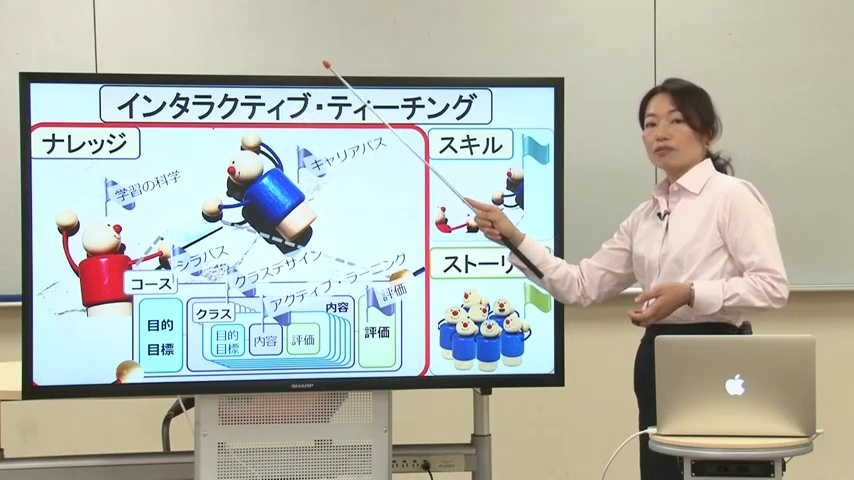 インタラクティブ・ティーチング
ナレッジ
スキル
学習の科学
キャリアパス
シラバス
クラスデザイン
アクティブ・ラーニング
評価
ストーリー
コース
目的
目標
クラス
内容
目的
目標
内容
評価
評価
SHARP